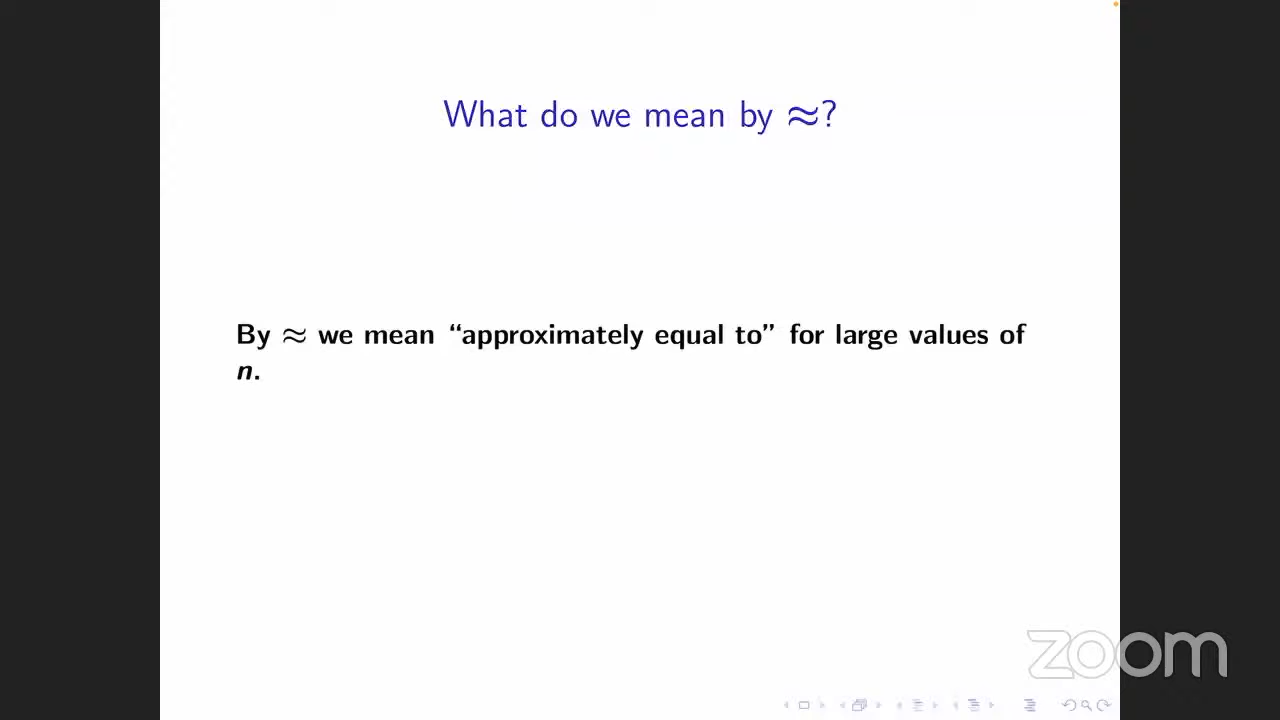 What do we mean by ≈?
By ≈ we mean “approximately equal to” for large values of
n.
zoom